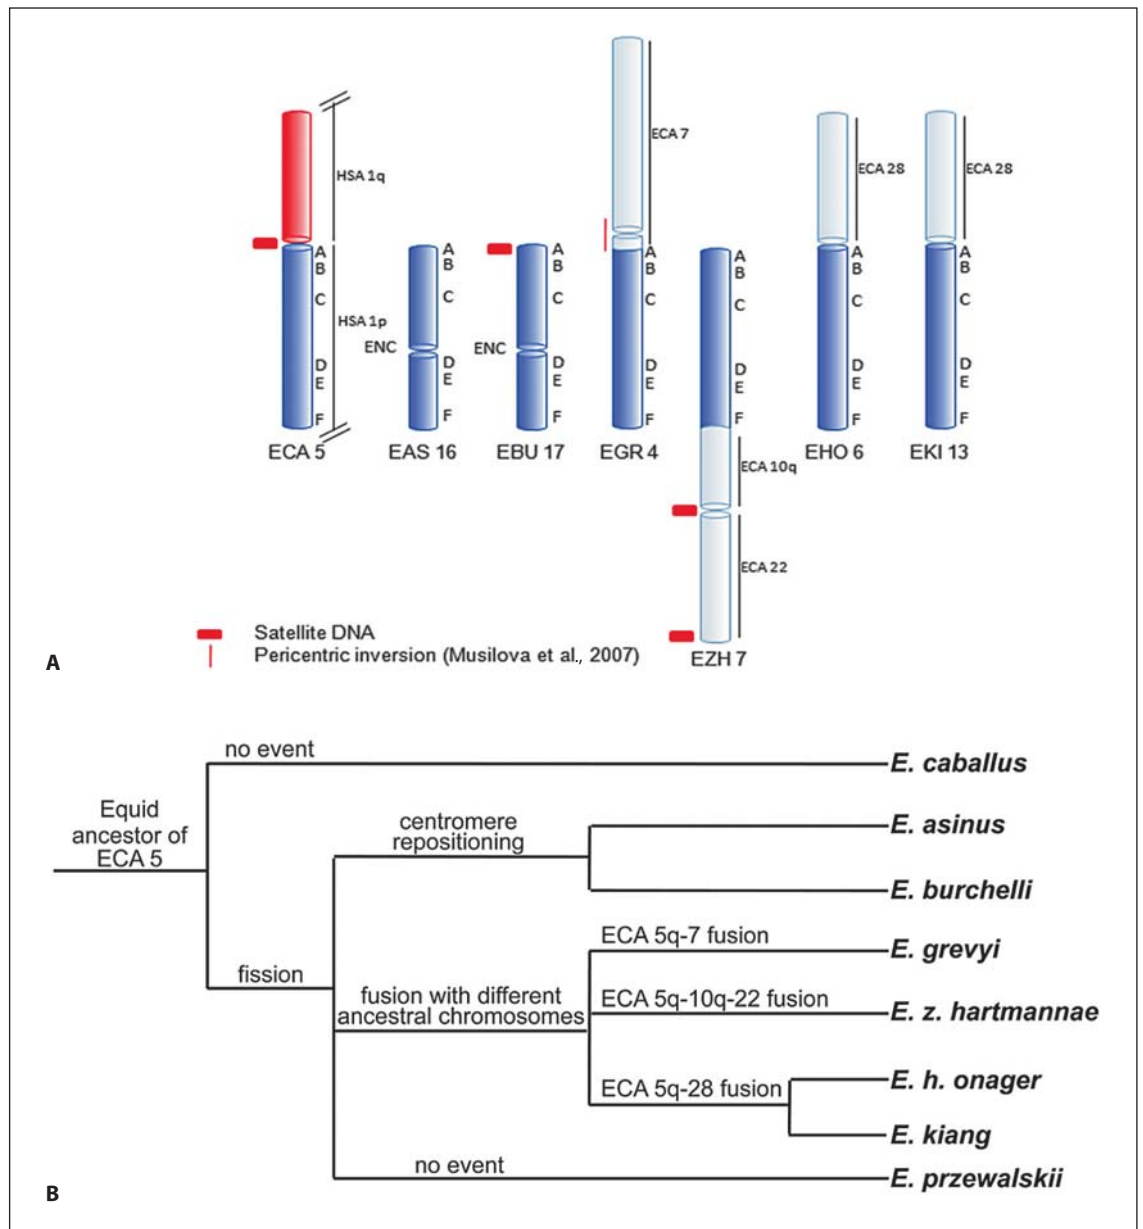 ECA 7
HSA 1q
ECA 28
ECA 28
A
B
C
D
E
F
HSA 1p
ECA 5
A
B
C
ENC
D
E
F
EAS 16
A
B
C
ENC
D
E
F
EBU 17
A
B
C
D
E
F
EGR 4
A
B
C
D
E
F
ECA 10q
ECA 22
EZH 7
A
B
C
D
E
F
EHO 6
A
B
C
D
E
F
EKI 13
Satellite DNA
Pericentric inversion (Musilova et al., 2007)
A
no event
E. caballus
Equid
ancestor of
ECA 5
centromere
repositioning
E. asinus
E. burchelli
fission
fusion with different
ancestral chromosomes
ECA 5q-7 fusion
E. grevyi
ECA 5q-10q-22 fusion
E. z. hartmannae
ECA 5q-28 fusion
E. h. onager
E. kiang
no event
E. przewalskii
B